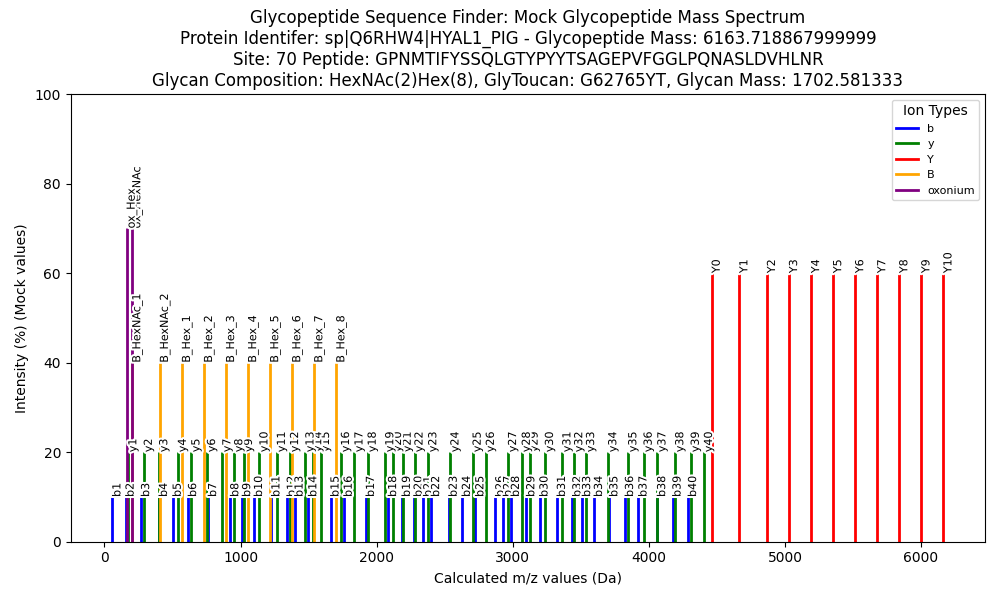 Glycopeptide Sequence Finder: Mock Glycopeptide Mass Spectrum
Protein Identifer: sp|Q6RHW4|HYAL1_PIG - Glycopeptide Mass: 6163.718867999999
Site: 70 Peptide: GPNMTIFYSSQLGTYPYYTSAGEPVFGGLPQNASLDVHLNR
Glycan Composition: HexNAc(2)Hex(8), GlyToucan: G62765YT, Glycan Mass: 1702.581333
Intensity (%) (Mock values)
100
80
60
40
20
0
Ion Types
b
y
Y
B
oxonium
ox_Hex
ox_HexNAc
Y0 Y1 Y2 Y3 Y4 Y5 Y6 Y7 Y8 Y9 Y10
B_HexNAc_1 B_HexNAc_2 B_Hex_1 B_Hex_2 B_Hex_3 B_Hex_4 B_Hex_5 B_Hex_6 B_Hex_7 B_Hex_8
y1 y2 y3 y4 y5 y6 y7 y8 y9 y10 y11 y12 y13 y14 y15 y16 y17 y18 y19 y20 y21 y22 y23 y24 y25 y26 y27 y28 y29 y30 y31 y32 y33 y34 y35 y36 y37 y38 y39 y40
b1 b2 b3 b4 b5 b6 b7 b8 b9 b10 b11 b12 b13 b14 b15 b16 b17 b18 b19 b20 b21 b22 b23 b24 b25 b26 b27 b28 b29 b30 b31 b32 b33 b34 b35 b36 b37 b38 b39 b40
0 1000 2000 3000 4000 5000 6000
Calculated m/z values (Da)